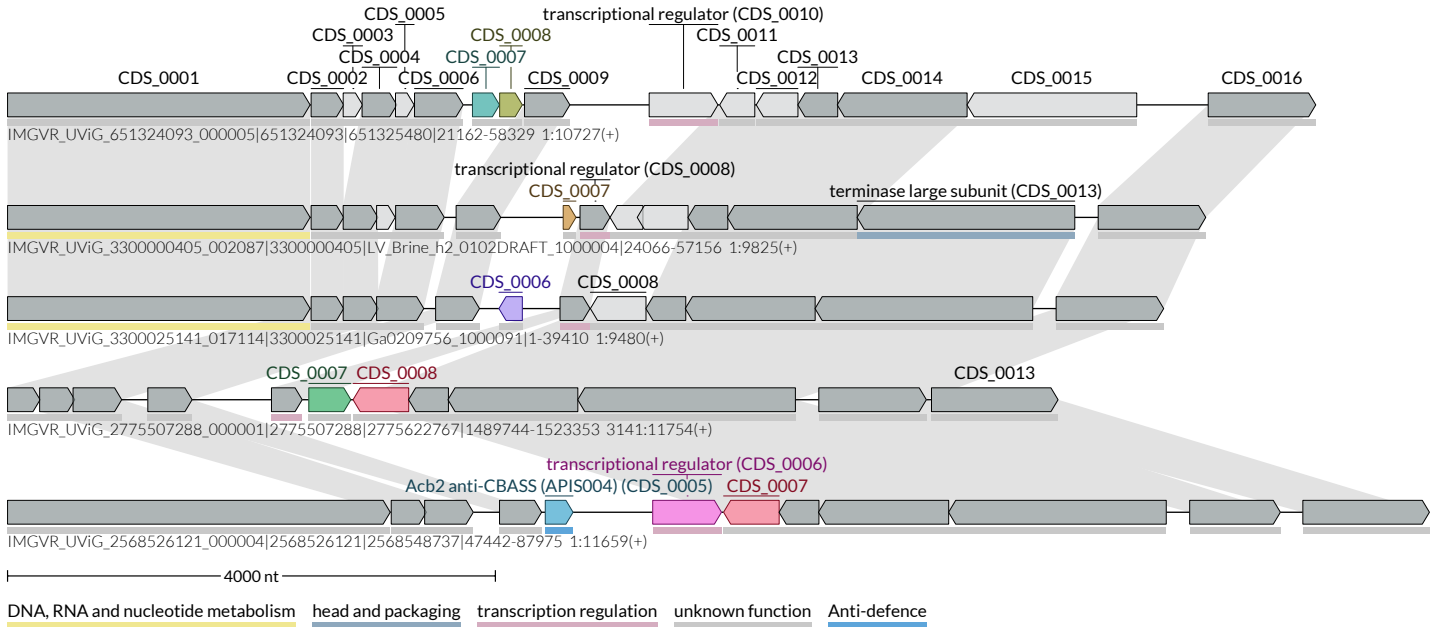 CDS_0005
transcriptional regulator (CDS_0010)
CDS_0003
CDS_0008
CDS_0011
CDS_0004
CDS_0007
CDS_0013
CDS_0001
CDS_0002
CDS_0006
CDS_0009
CDS_0012
CDS_0014
CDS_0015
CDS_0016
IMGVR_UViG_651324093_000005|651324093|651325480|21162-58329 1:10727(+)
transcriptional regulator (CDS_0008)
CDS_0007
terminase large subunit (CDS_0013)
IMGVR_UViG_3300000405_002087|3300000405|LV_Brine_h2_0102DRAFT_1000004|24066-57156 1:9825(+)
CDS_0006
CDS_0008
IMGVR_UViG_3300025141_017114|3300025141|Ga0209756_1000091|1-39410 1:9480(+)
CDS_0007
CDS_0008
CDS_0013
IMGVR_UViG_2775507288_000001|2775507288|2775622767|1489744-1523353 3141:11754(+)
transcriptional regulator (CDS_0006)
Acb2 anti-CBASS (APIS004) (CDS_0005)
CDS_0007
IMGVR_UViG_2568526121_000004|2568526121|2568548737|47442-87975 1:11659(+)
4000 nt
DNA, RNA and nucleotide metabolism
head and packaging
transcription regulation
unknown function
Anti-defence